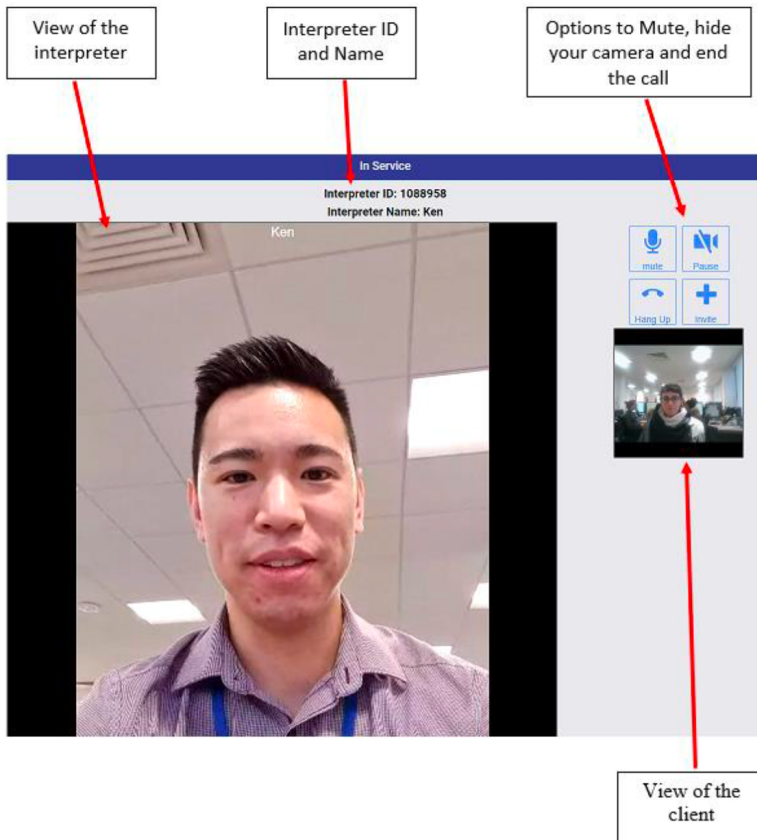 View of the
interpreter
Interpreter ID
and Name
Options to Mute, hide
your camera and end
the call
In Service
Interpreter ID: 1088958
Interpreter Name: Ken
Ken
mute
Pause
Hang Up
Invite
View of the
client